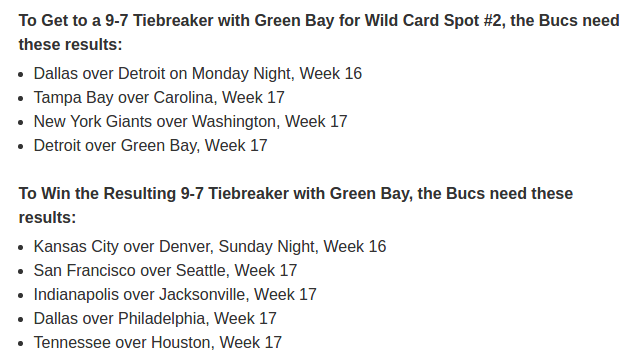 To Get to a 9-7 Tiebreaker with Green Bay for Wild Card Spot #2, the Bucs need
these results:
• Dallas over Detroit on Monday Night, Week 16
• Tampa Bay over Carolina, Week 17
• New York Giants over Washington, Week 17
• Detroit over Green Bay, Week 17
To Win the Resulting 9-7 Tiebreaker with Green Bay, the Bucs need these
results:
• Kansas City over Denver, Sunday Night, Week 16
• San Francisco over Seattle, Week 17
• Indianapolis over Jacksonville, Week 17
• Dallas over Philadelphia, Week 17
• Tennessee over Houston, Week 17